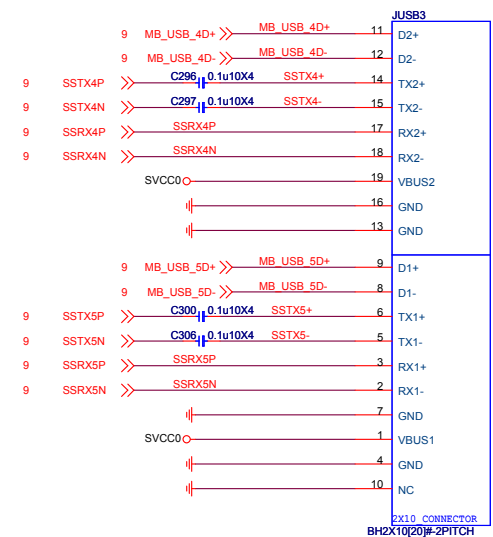 JUSB3
9 MB_USB_4D+ MB_USB_4D+ 11 D2+
9 MB_USB_4D- MB_USB_4D- 12 D2-
9 SSTX4P C296 0.1u10X4 SSTX4+ 14 TX2+
9 SSTX4N C297 0.1u10X4 SSTX4- 15 TX2-
9 SSRX4P SSRX4P 17 RX2+
9 SSRX4N SSRX4N 18 RX2-
SVCC0 19 VBUS2
16 GND
13 GND
9 MB_USB_5D+ MB_USB_5D+ 9 D1+
9 MB_USB_5D- MB_USB_5D- 8 D1-
9 SSTX5P C300 0.1u10X4 SSTX5+ 6 TX1+
9 SSTX5N C306 0.1u10X4 SSTX5- 5 TX1-
9 SSRX5P SSRX5P 3 RX1+
9 SSRX5N SSRX5N 2 RX1-
7 GND
SVCC0 1 VBUS1
4 GND
10 NC
2X10_CONNECTOR
BH2X10[20]#-2PITCH